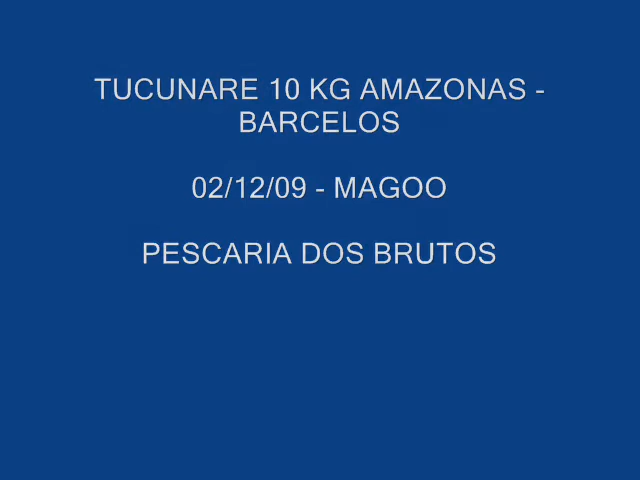 TUCUNARE 10 KG AMAZONAS -
BARCELOS
02/12/09 - MAGOO
PESCARIA DOS BRUTOS